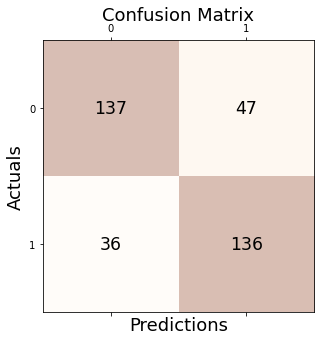 Confusion Matrix
0 1
0 137 47
Actuals
1 36 136
Predictions